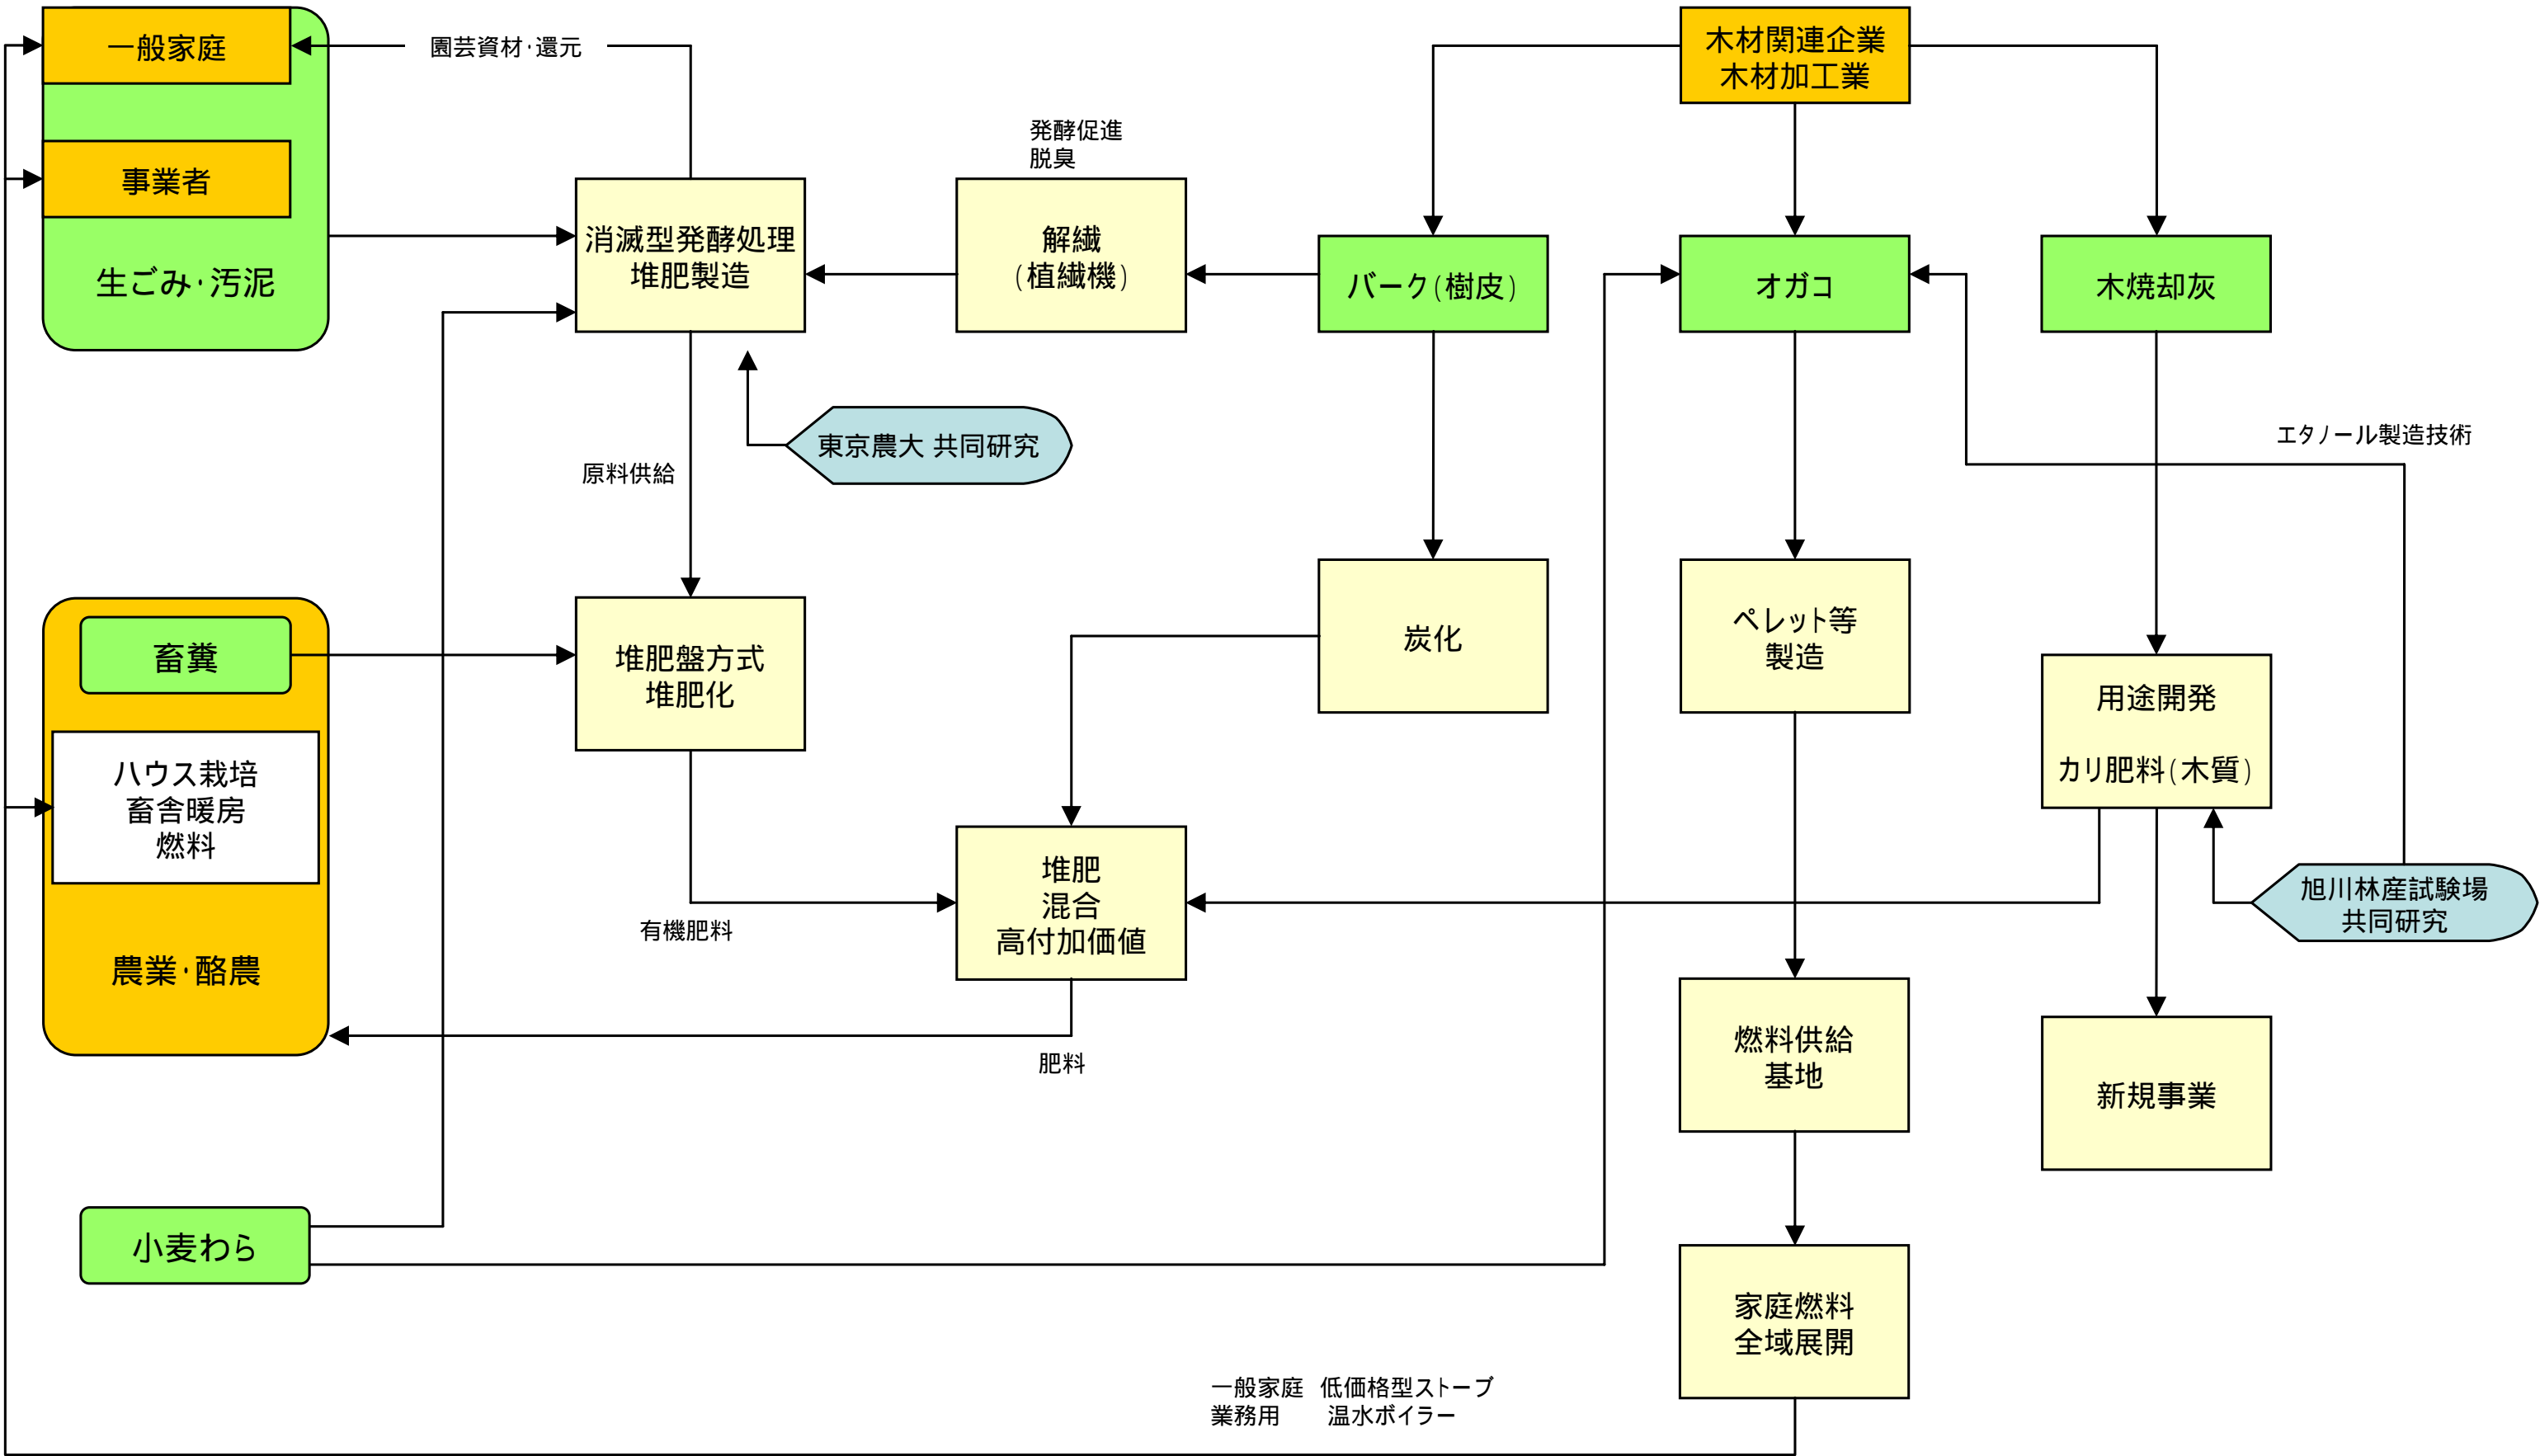 一般家庭
園芸資材・還元
木材関連企業
木材加工業
発酵促進
脱臭
事業者
消滅型発酵処理
堆肥製造
解繊
(植繊機)
バーク(樹皮)
オガコ
木焼却灰
生ごみ・汚泥
東京農大 共同研究
エタノール製造技術
原料供給
畜糞
堆肥盤方式
堆肥化
炭化
ペレット等
製造
用途開発
カリ肥料(木質)
ハウス栽培
畜舎暖房
燃料
堆肥
混合
高付加価値
旭川林産試験場
共同研究
有機肥料
農業・酪農
肥料
燃料供給
基地
新規事業
小麦わら
家庭燃料
全域展開
一般家庭 低価格型ストーブ
業務用 温水ボイラー